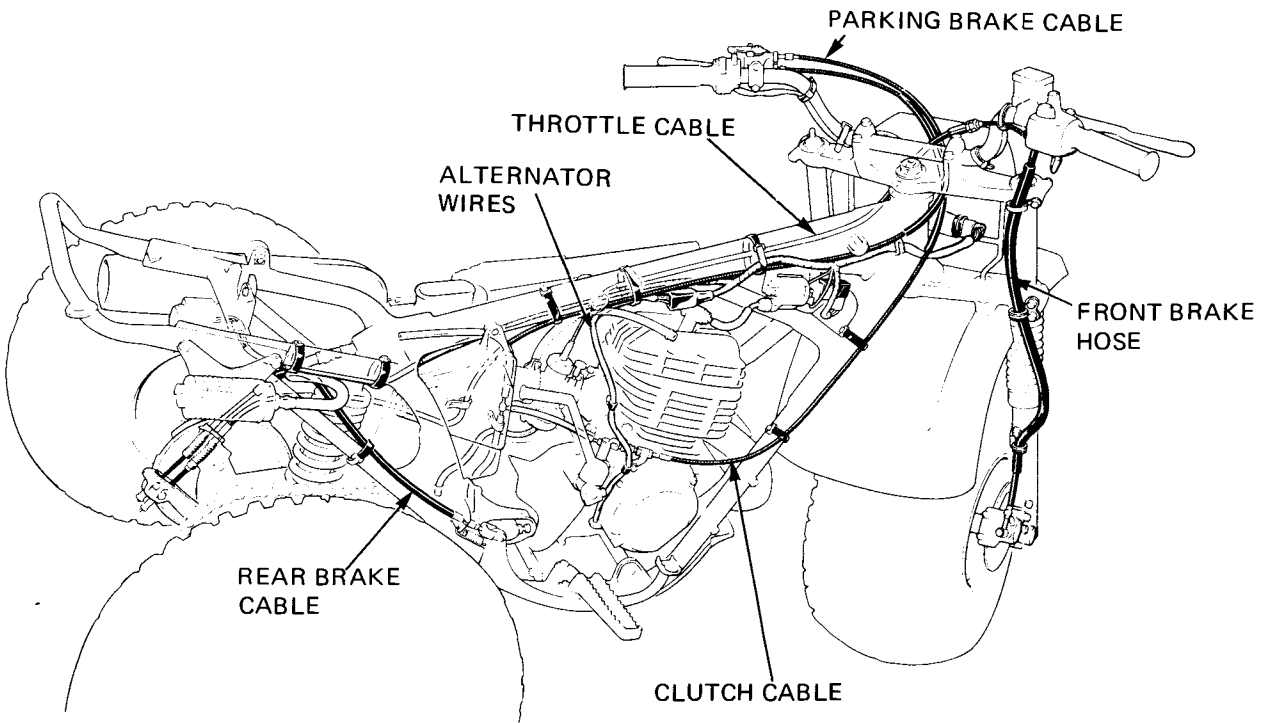 PARKING BRAKE CABLE
THROTTLE CABLE
ALTERNATOR
WIRES
FRONT BRAKE
HOSE
REAR BRAKE
CABLE
CLUTCH CABLE